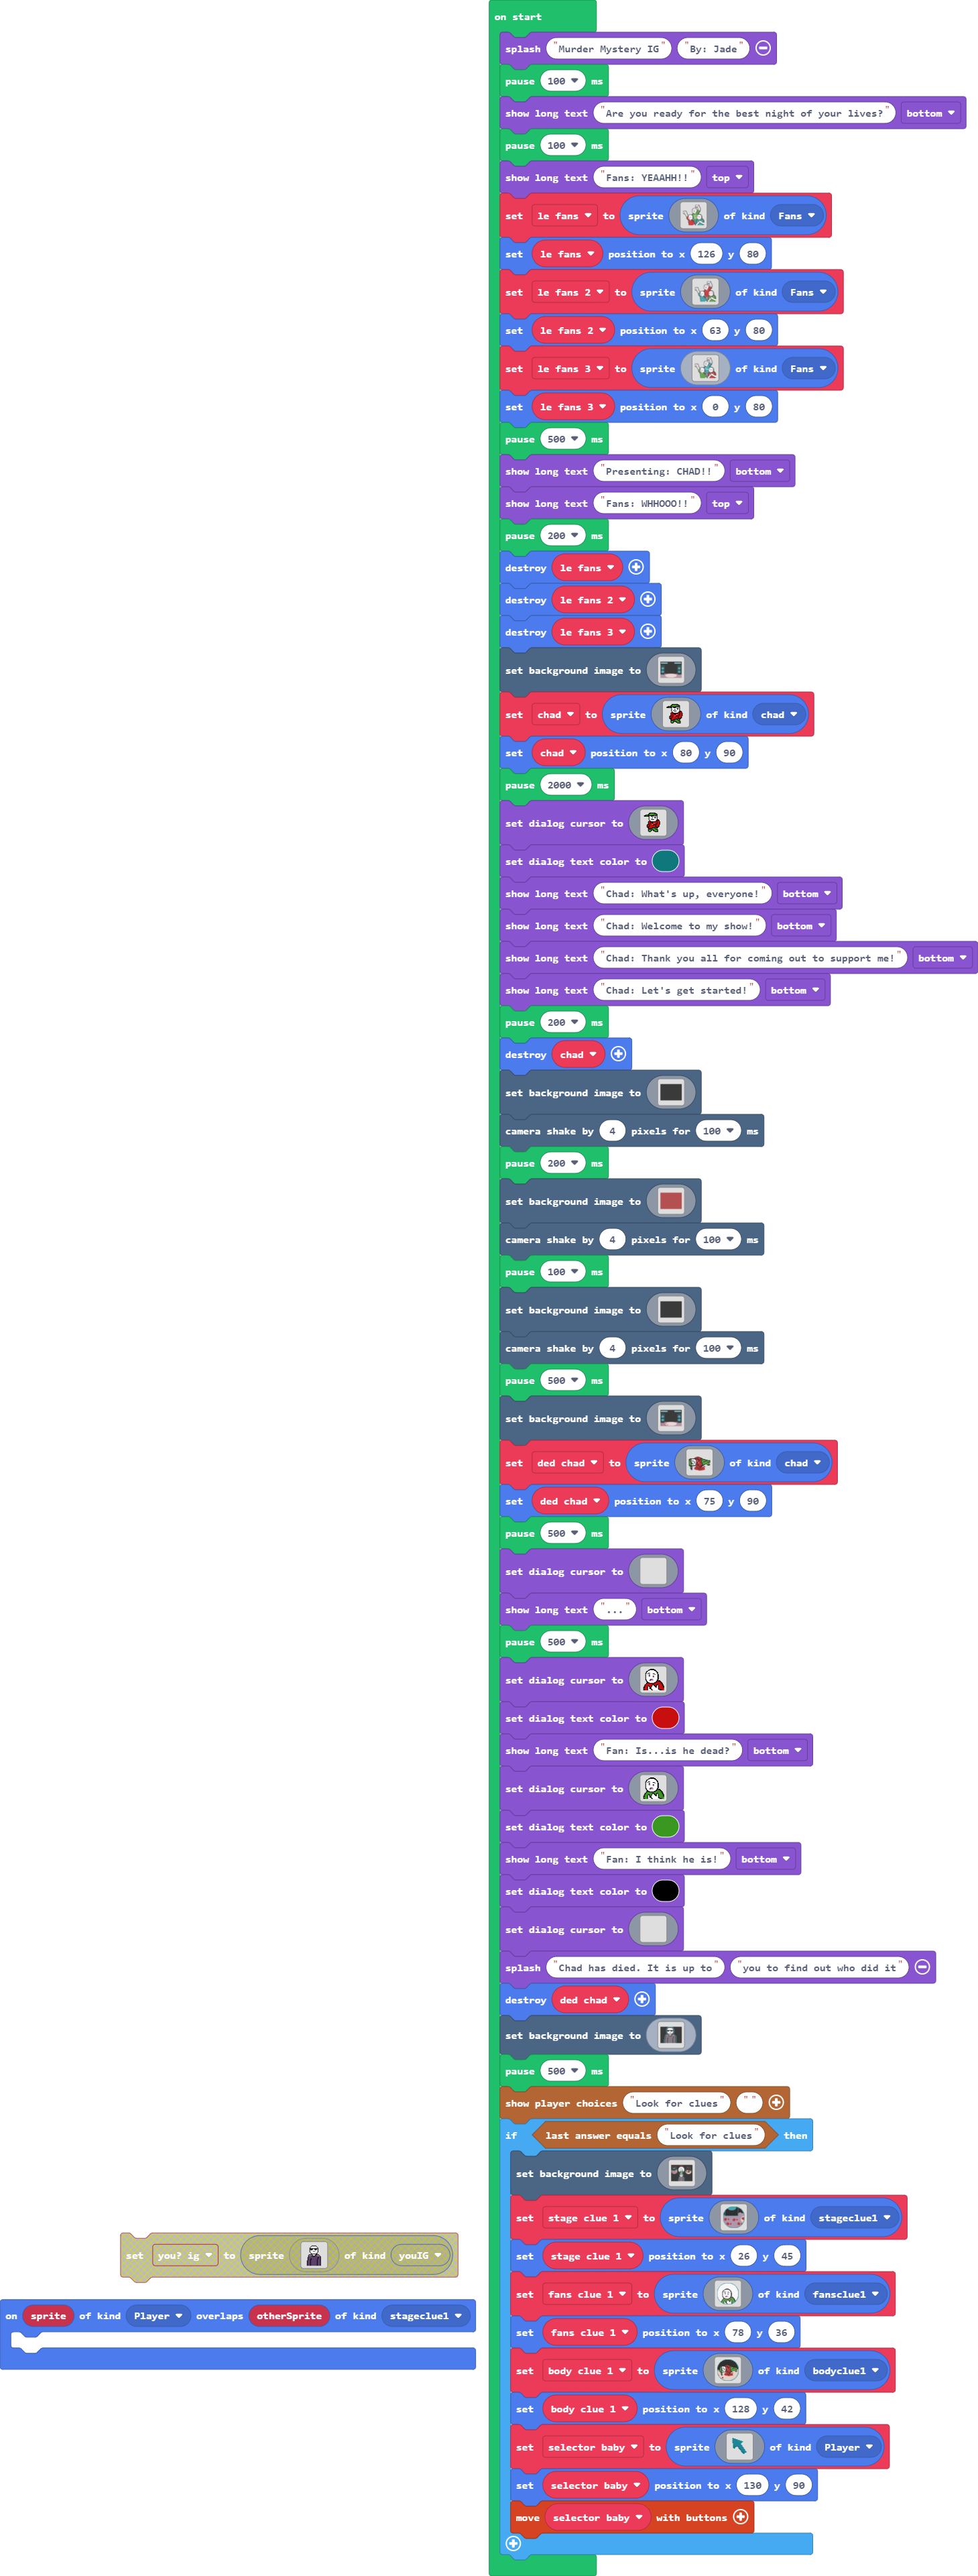 on start
splash "Murder Mystery IG" "By: Jade"
pause 100 ms
show long text "Are you ready for the best night of your lives?" bottom
pause 100 ms
show long text "Fans: YEAAHH!!" top
set le fans to sprite of kind Fans
set le fans position to x 126 y 80
set le fans 2 to sprite of kind Fans
set le fans 2 position to x 63 y 80
set le fans 3 to sprite of kind Fans
set le fans 3 position to x 0 y 80
pause 500 ms
show long text "Presenting: CHAD!!" bottom
show long text "Fans: WHHOOO!!" top
pause 200 ms
destroy le fans
destroy le fans 2
destroy le fans 3
set background image to
set chad to sprite of kind chad
set chad position to x 80 y 90
pause 2000 ms
set dialog cursor to
set dialog text color to
show long text "Chad: What's up, everyone!" bottom
show long text "Chad: Welcome to my show!" bottom
show long text "Chad: Thank you all for coming out to support me!" bottom
show long text "Chad: Let's get started!" bottom
pause 200 ms
destroy chad
set background image to
camera shake by 4 pixels for 100 ms
pause 200 ms
set background image to
camera shake by 4 pixels for 100 ms
pause 100 ms
set background image to
camera shake by 4 pixels for 100 ms
pause 500 ms
set background image to
set ded chad to sprite of kind chad
set ded chad position to x 75 y 90
pause 500 ms
set dialog cursor to
show long text "..." bottom
pause 500 ms
set dialog cursor to
set dialog text color to
show long text "Fan: Is...is he dead?" bottom
set dialog cursor to
set dialog text color to
show long text "Fan: I think he is!" bottom
set dialog text color to
set dialog cursor to
splash "Chad has died. It is up to" "you to find out who did it"
destroy ded chad
set background image to
pause 500 ms
show player choices "Look for clues" " "
if last answer equals "Look for clues" then
set background image to
set stage clue 1 to sprite of kind stageclue1
set stage clue 1 position to x 26 y 45
set fans clue 1 to sprite of kind fansclue1
set fans clue 1 position to x 78 y 36
set body clue 1 to sprite of kind bodyclue1
set body clue 1 position to x 128 y 42
set selector baby to sprite of kind Player
set selector baby position to x 130 y 90
move selector baby with buttons
set you? ig to sprite of kind youIG
on sprite of kind Player overlaps otherSprite of kind stageclue1